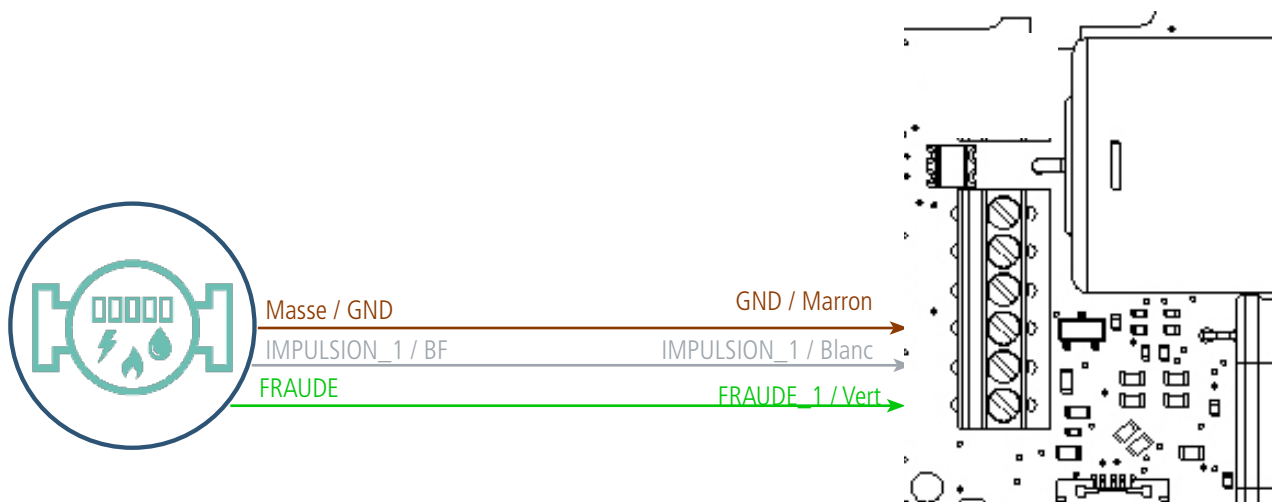 Masse / GND
GND / Marron
IMPULSION_1 / BF
IMPULSION_1 / Blanc
FRAUDE
FRAUDE_1 / Vert